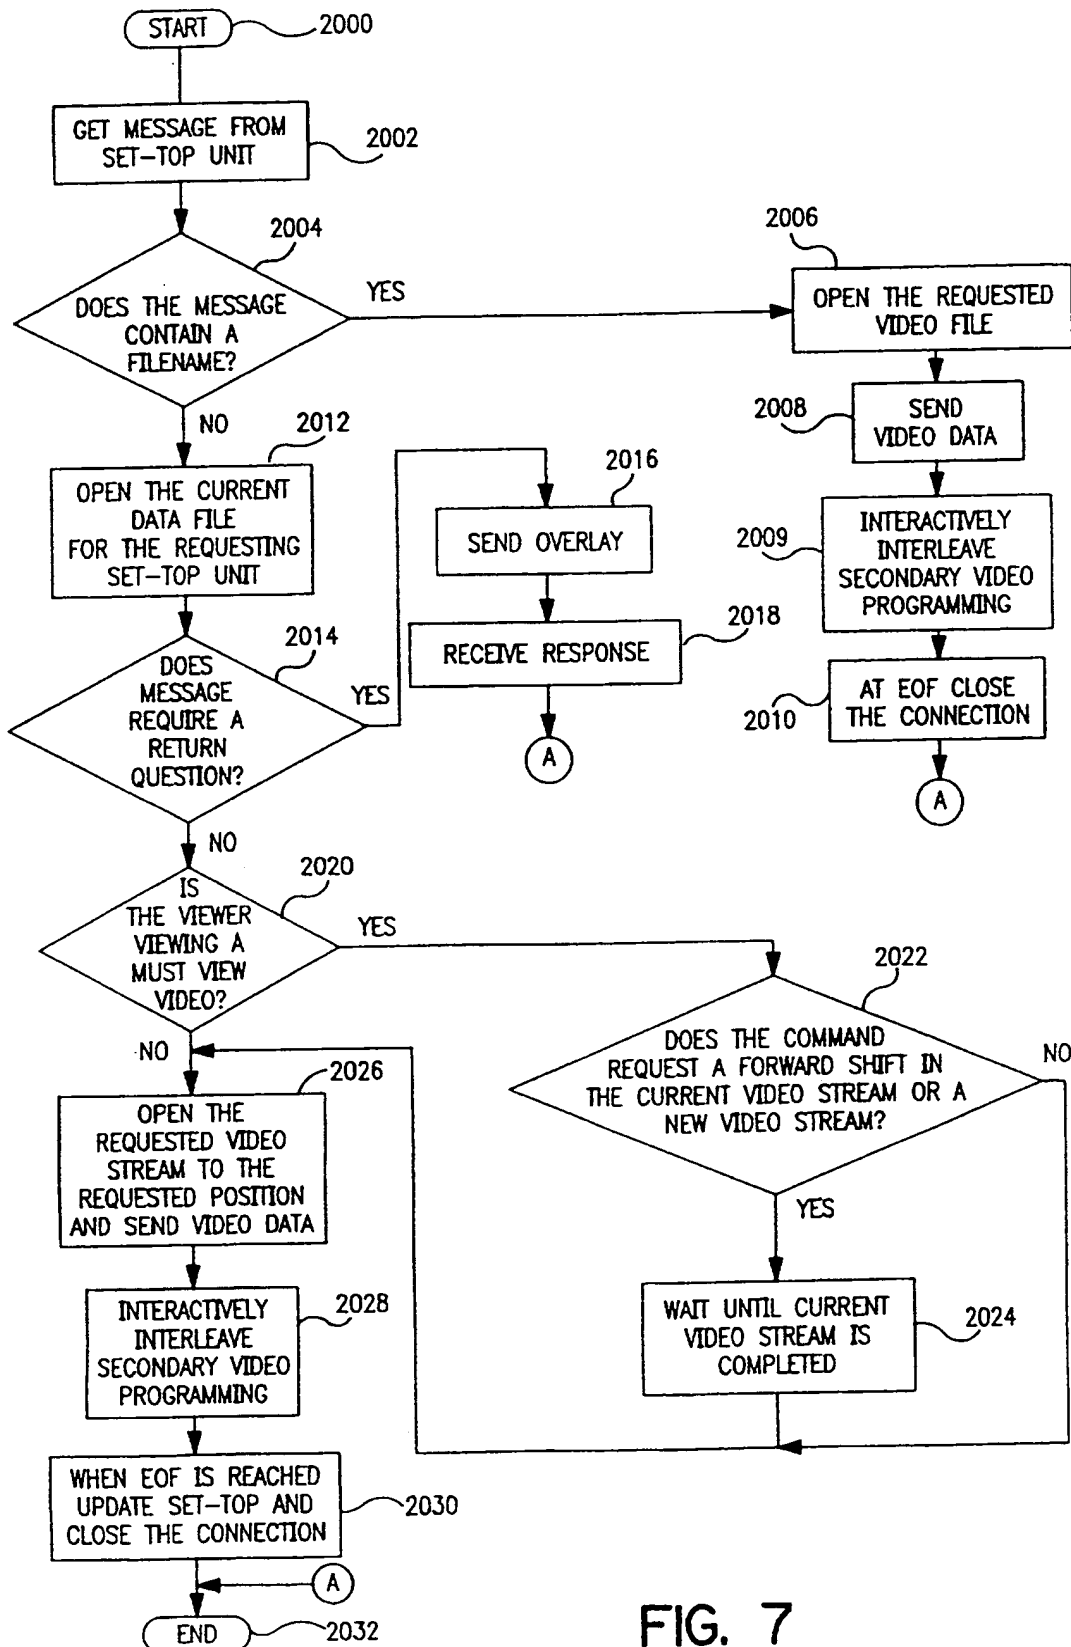 START
2000
GET MESSAGE FROM
SET-TOP UNIT
2002
2004
DOES THE MESSAGE
CONTAIN A
FILENAME?
YES
NO
2006
OPEN THE REQUESTED
VIDEO FILE
2008
SEND
VIDEO DATA
2009
INTERACTIVELY
INTERLEAVE
SECONDARY VIDEO
PROGRAMMING
2010
AT EOF CLOSE
THE CONNECTION
A
2012
OPEN THE CURRENT
DATA FILE
FOR THE REQUESTING
SET-TOP UNIT
2014
DOES
MESSAGE
REQUIRE A
RETURN
QUESTION?
YES
NO
2016
SEND OVERLAY
2018
RECEIVE RESPONSE
A
2020
IS
THE VIEWER
VIEWING A
MUST VIEW
VIDEO?
YES
NO
2022
DOES THE COMMAND
REQUEST A FORWARD SHIFT IN
THE CURRENT VIDEO STREAM OR A
NEW VIDEO STREAM?
NO
YES
WAIT UNTIL CURRENT
VIDEO STREAM IS
COMPLETED
2024
2026
OPEN THE
REQUESTED VIDEO
STREAM TO THE
REQUESTED POSITION
AND SEND VIDEO DATA
INTERACTIVELY
INTERLEAVE
SECONDARY VIDEO
PROGRAMMING
2028
WHEN EOF IS REACHED
UPDATE SET-TOP AND
CLOSE THE CONNECTION
2030
A
END
2032
FIG. 7